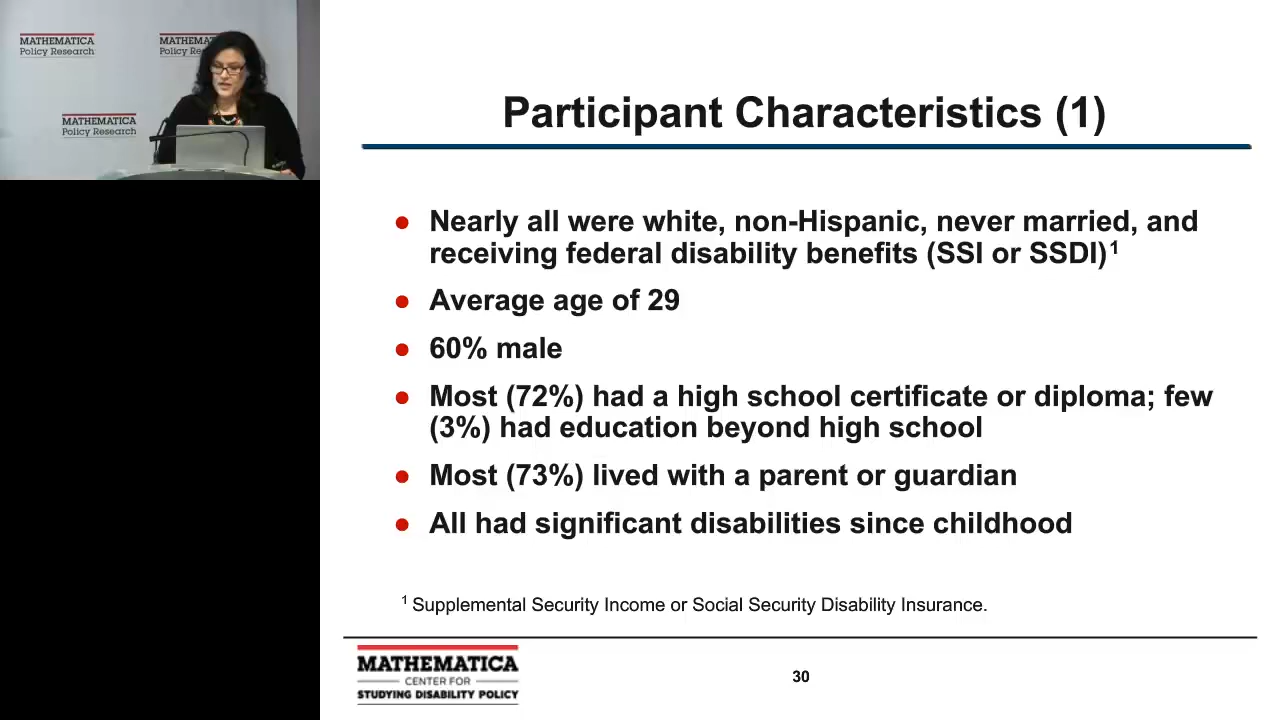 MATHEMATICA
Policy Research
MATHEMATICA
Policy Research
Participant Characteristics (1)
● Nearly all were white, non-Hispanic, never married, and
receiving federal disability benefits (SSI or SSDI)¹
● Average age of 29
● 60% male
● Most (72%) had a high school certificate or diploma; few
(3%) had education beyond high school
● Most (73%) lived with a parent or guardian
● All had significant disabilities since childhood
¹ Supplemental Security Income or Social Security Disability Insurance.
MATHEMATICA
CENTER FOR
STUDYING DISABILITY POLICY
30